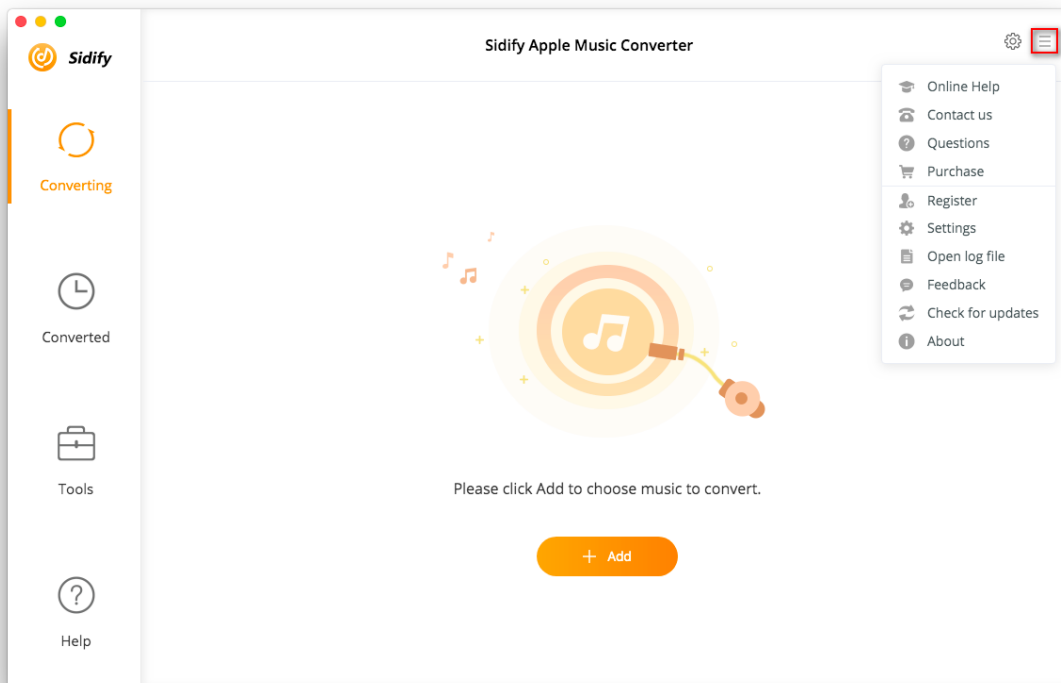 Sidify
Sidify Apple Music Converter
Converting
Converted
Tools
Help
Online Help
Contact us
Questions
Purchase
Register
Settings
Open log file
Feedback
Check for updates
About
Please click Add to choose music to convert.
Add